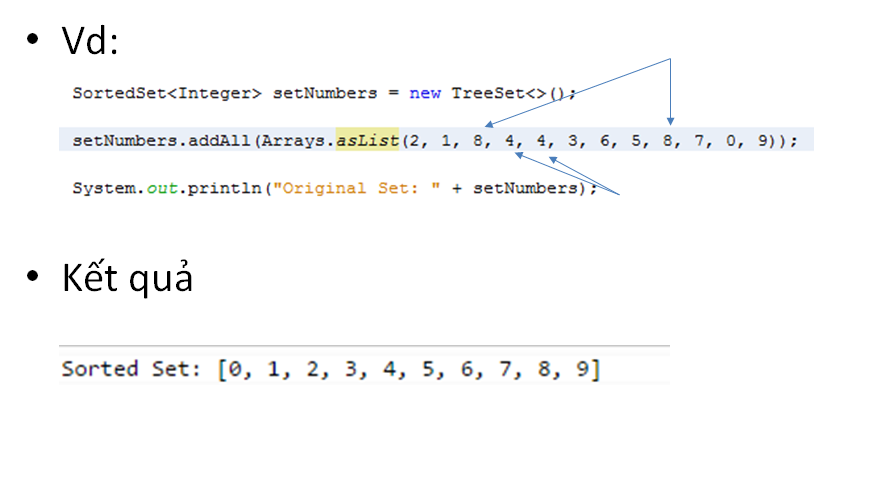 • Vd:
SortedSet<Integer> setNumbers = new TreeSet<>();
setNumbers.addAll(Arrays.asList(2, 1, 8, 4, 4, 3, 6, 5, 8, 7, 0, 9));
System.out.println("Original Set: " + setNumbers);
• Kết quả
Sorted Set: [0, 1, 2, 3, 4, 5, 6, 7, 8, 9]